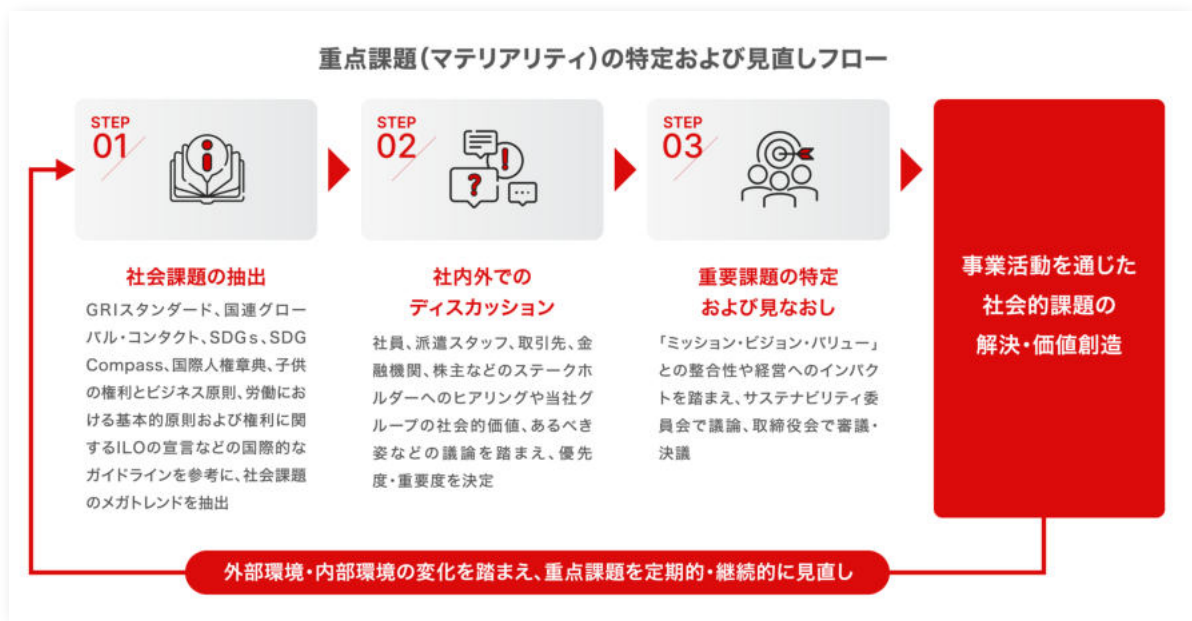 重点課題(マテリアリティ)の特定および見直しフロー
STEP
01
社会課題の抽出
GRIスタンダード、国連グロー
バル・コンタクト、SDGs、SDG
Compass、国際人権章典、子供
の権利とビジネス原則、労働にお
ける基本的原則および権利に関
するILOの宣言などの国際的な
ガイドラインを参考に、社会課題
のメガトレンドを抽出
STEP
02
社内外での
ディスカッション
社員、派遣スタッフ、取引先、金
融機関、株主などのステークホ
ルダーへのヒアリングや当社グ
ループの社会的価値、あるべき
姿などの議論を踏まえ、優先
度・重要度を決定
STEP
03
重要課題の特定
および見なおし
「ミッション・ビジョン・バリュー」
との整合性や経営へのインパク
トを踏まえ、サステナビリティ委
員会で議論、取締役会で審議・
決議
事業活動を通じた
社会的課題の
解決・価値創造
外部環境・内部環境の変化を踏まえ、重点課題を定期的・継続的に見直し